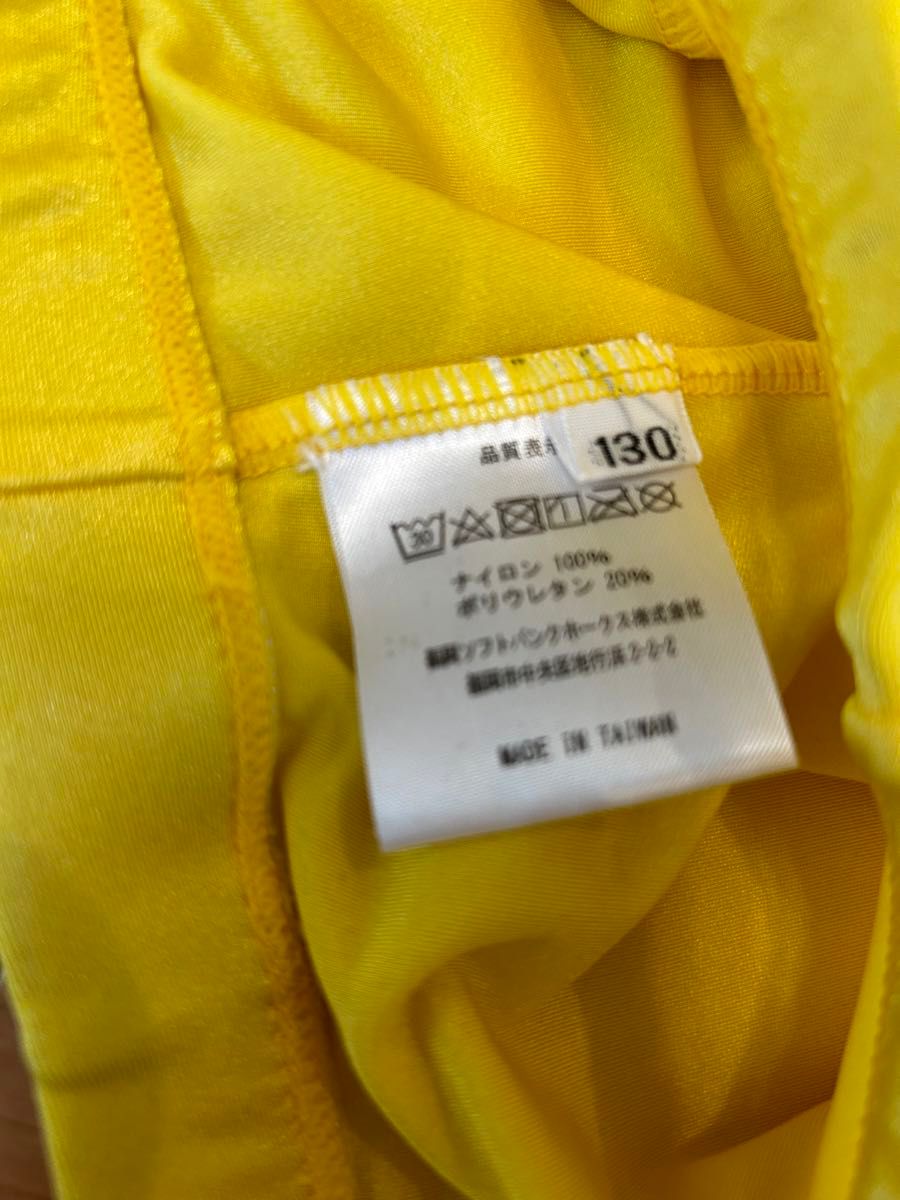 130
品質表示
30
ナイロン 100%
ポリウレタン 20%
福岡ソフトバンクホークス株式会社
福岡市中央区地行浜2-2-2
MADE IN TAIWAN